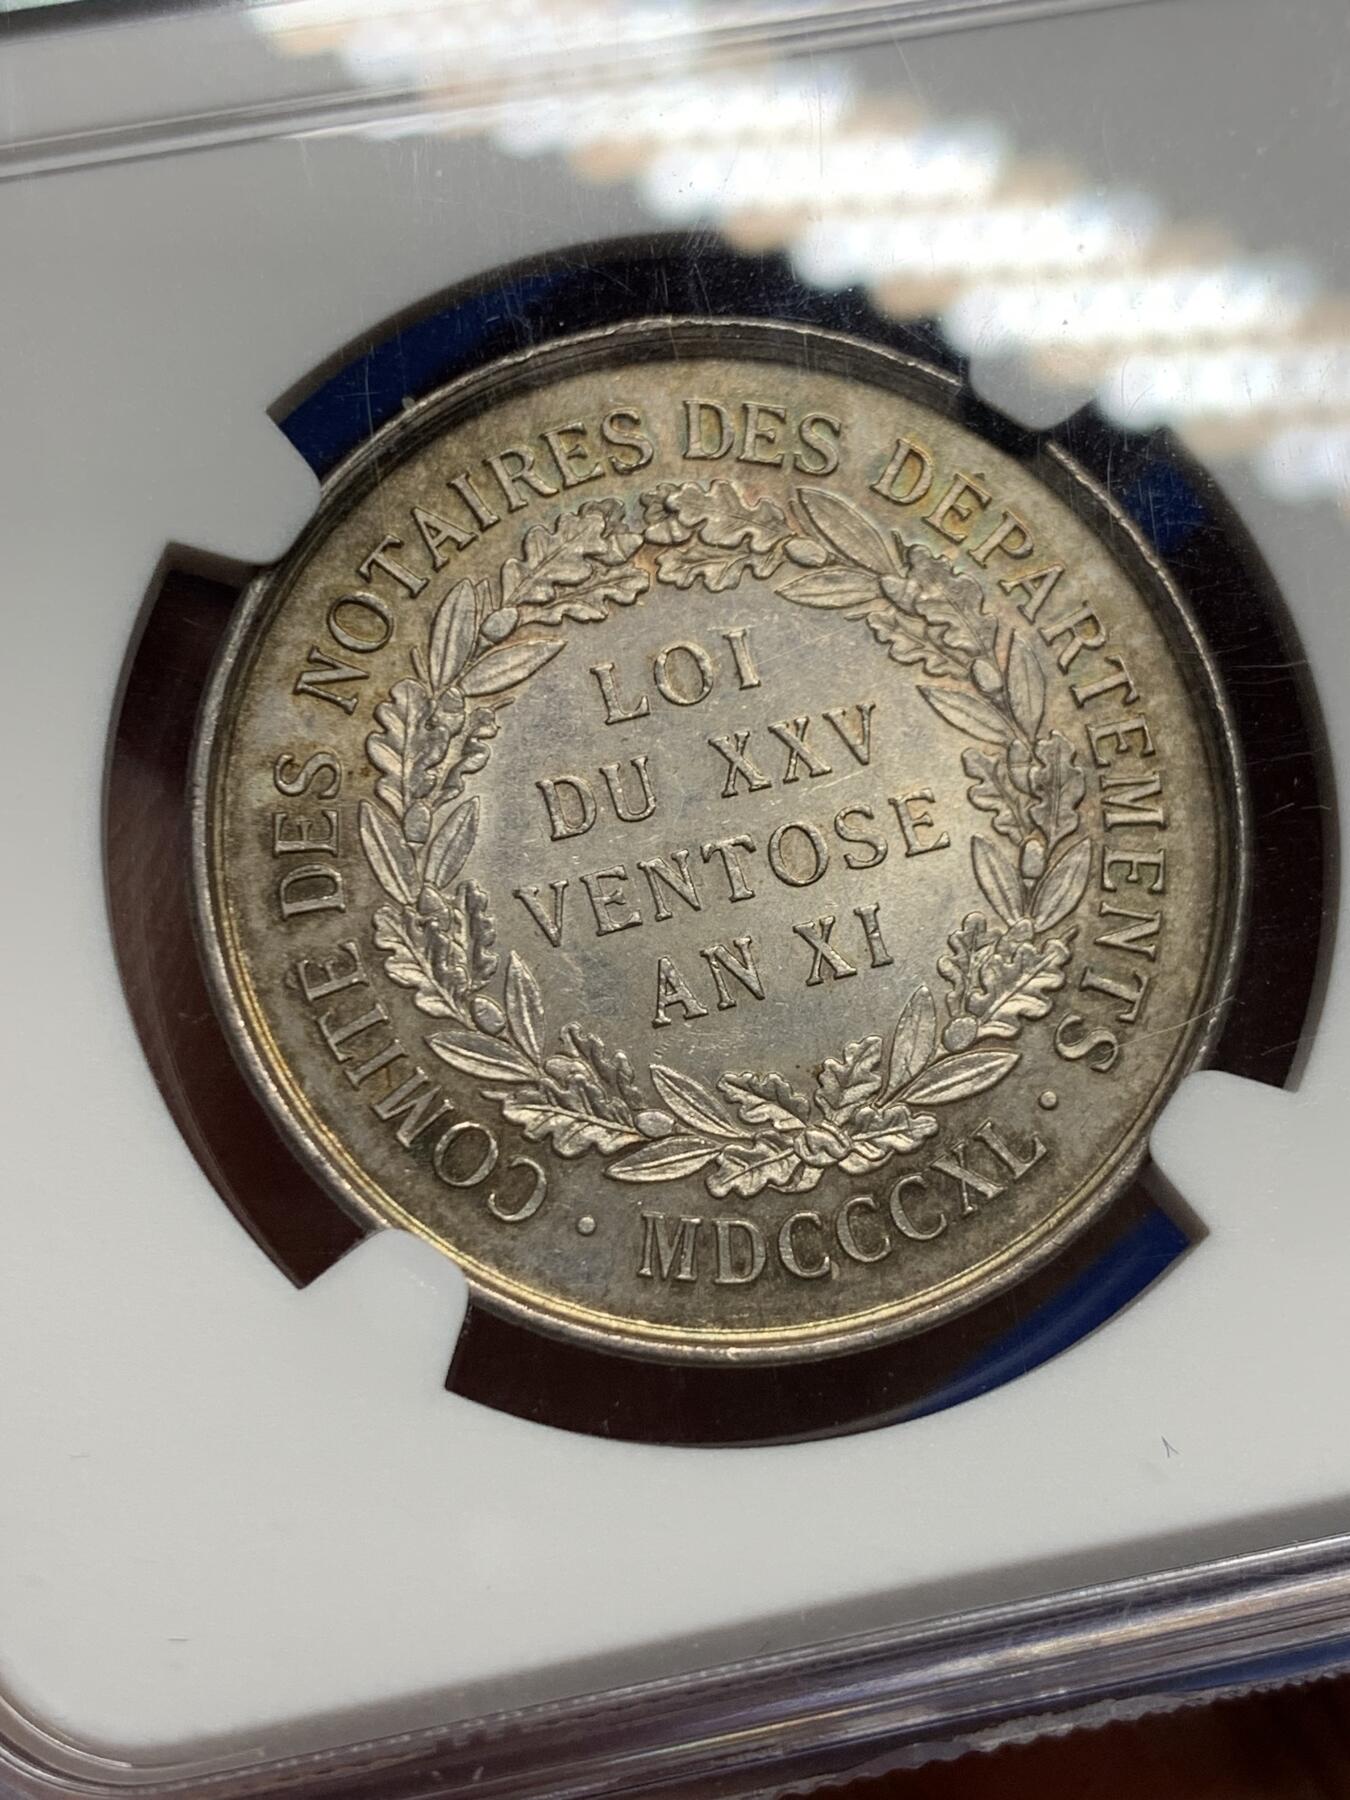 COMITÉ DES NOTAIRES DES DÉPARTEMENTS
LOI
DU XXV
VENTOSE
AN XI
MDCCCXL